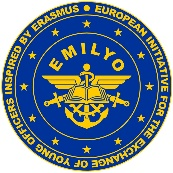 EUROPEAN INITIATIVE FOR THE EXCHANGE OF YOUNG OFFICERS INSPIRED BY ERASMUS
EMILYO